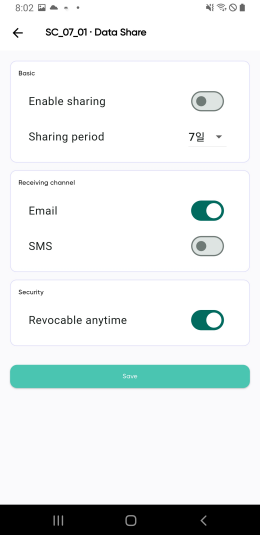 8:02
SC_07_01 · Data Share
Basic
Enable sharing
Sharing period 7일
Receiving channel
Email
SMS
Security
Revocable anytime
Save